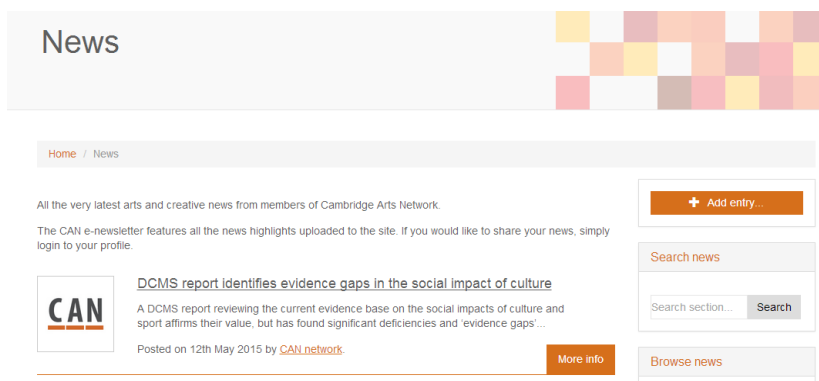 News
Home / News
All the very latest arts and creative news from members of Cambridge Arts Network.
The CAN e-newsletter features all the news highlights uploaded to the site. If you would like to share your news, simply
login to your profile.
CAN
DCMS report identifies evidence gaps in the social impact of culture
A DCMS report reviewing the current evidence base on the social impacts of culture and
sport affirms their value, but has found significant deficiencies and 'evidence gaps'...
Posted on 12th May 2015 by CAN network.
More info
Add entry...
Search news
Search section...
Search
Browse news